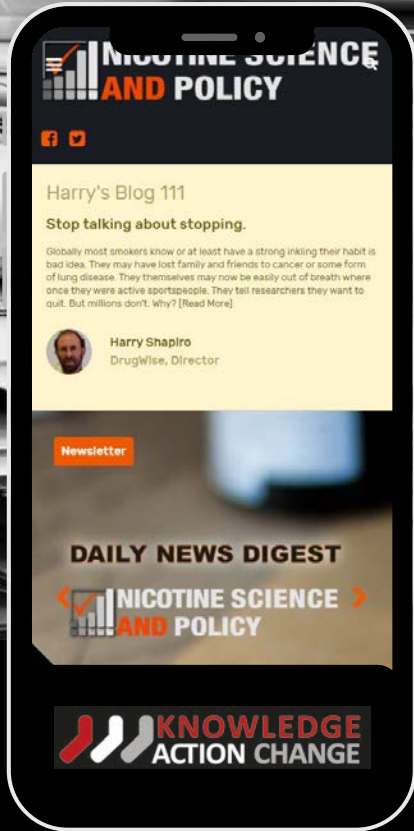 NICOTINE SCIENCE
AND POLICY
Harry's Blog 111
Stop talking about stopping.
Globally most smokers know or at least have a strong inkling their habit is
bad idea. They may have lost family and friends to cancer or some form
of lung disease. They themselves may now be easily out of breath where
once they were active sportspeople. They tell researchers they want to
quit. But millions don't. Why? [Read More]
Harry Shapiro
DrugWise, Director
Newsletter
DAILY NEWS DIGEST
NICOTINE SCIENCE
AND POLICY
KNOWLEDGE
ACTION CHANGE